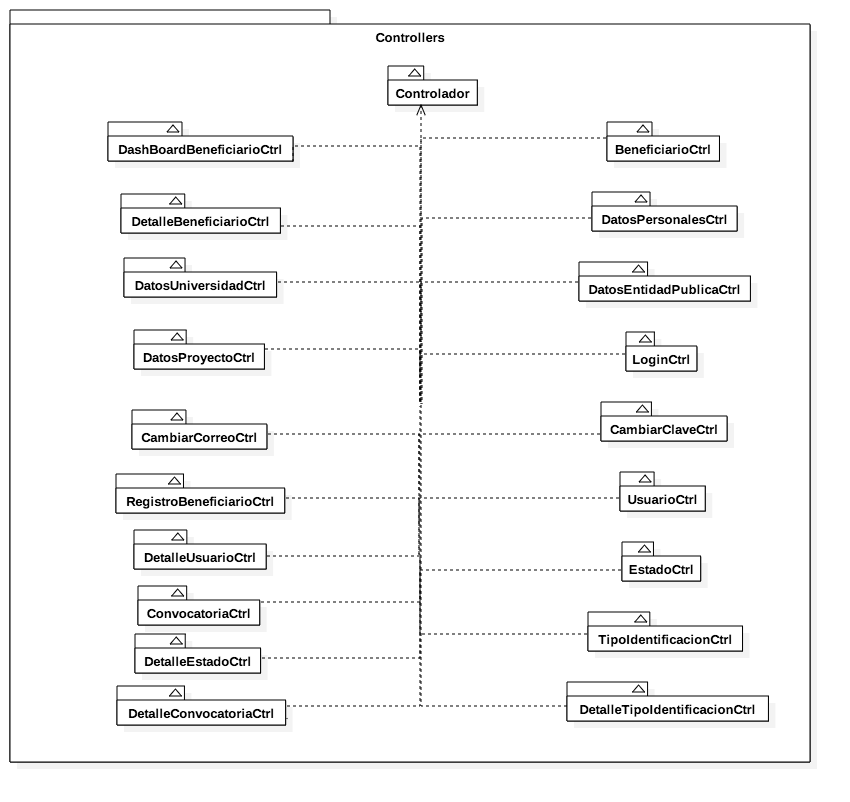 Controllers
Controlador
DashBoardBeneficiarioCtrl
BeneficiarioCtrl
DetalleBeneficiarioCtrl
DatosPersonalesCtrl
DatosUniversidadCtrl
DatosEntidadPublicaCtrl
DatosProyectoCtrl
LoginCtrl
CambiarCorreoCtrl
CambiarClaveCtrl
RegistroBeneficiarioCtrl
UsuarioCtrl
DetalleUsuarioCtrl
EstadoCtrl
ConvocatoriaCtrl
TipoIdentificacionCtrl
DetalleEstadoCtrl
DetalleConvocatoriaCtrl
DetalleTipoIdentificacionCtrl